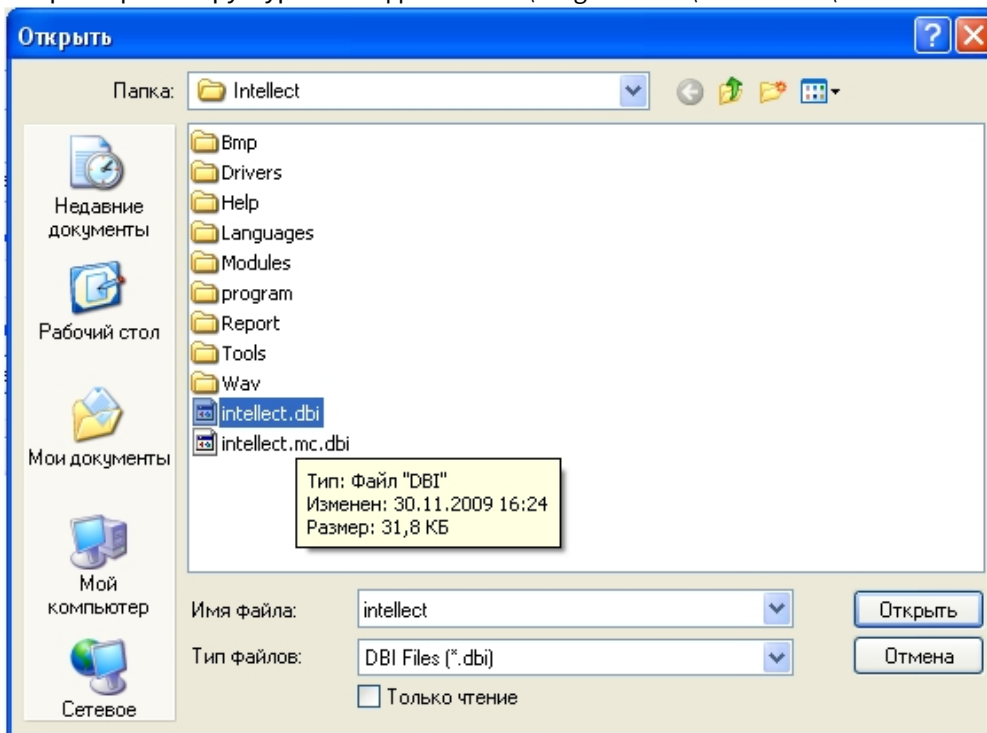 Открыть
Папка: Intellect
Bmp
Drivers
Help
Languages
Modules
program
Report
Tools
Wav
intellect.dbi
intellect.mc.dbi
Тип: Файл "DBI"
Изменен: 30.11.2009 16:24
Размер: 31,8 КБ
Недавние
документы
Рабочий стол
Мои документы
Мой
компьютер
Сетевое
Имя файла: intellect Открыть
Тип файлов: DBI Files (*.dbi) Отмена
Только чтение